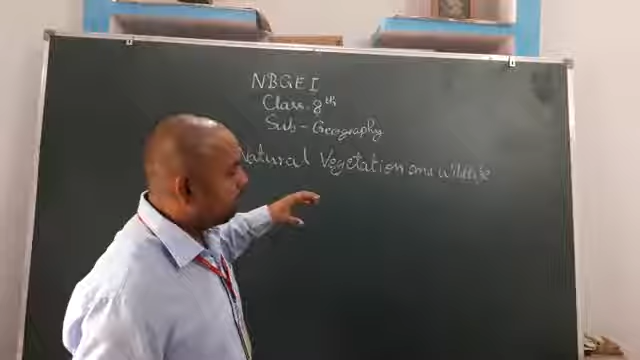 NBGEI
Class-8th
Sub-Geography
Natural Vegetation and Wildlife